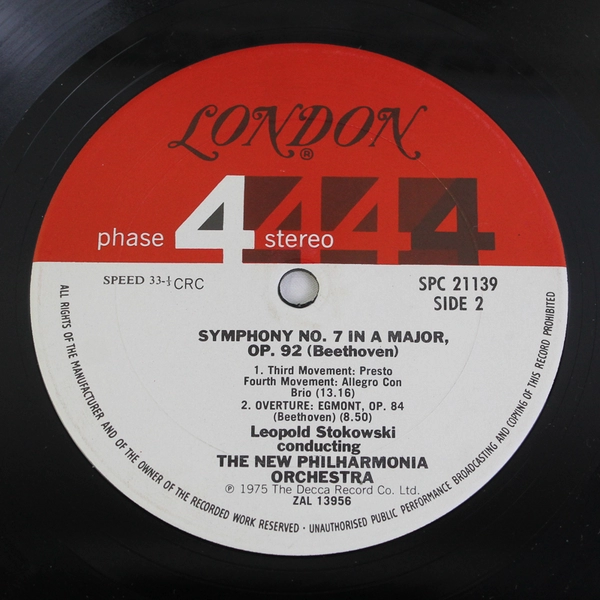 LONDON
®
phase 4 stereo 444
SPEED 33-⅓ CRC
SPC 21139
SIDE 2
SYMPHONY NO. 7 IN A MAJOR,
OP. 92 (Beethoven)
1. Third Movement: Presto
Fourth Movement: Allegro Con
Brio (13.16)
2. OVERTURE: EGMONT, OP. 84
(Beethoven) (8.50)
Leopold Stokowski
conducting
THE NEW PHILHARMONIA
ORCHESTRA
℗ 1975 The Decca Record Co. Ltd.
ZAL 13956
ALL RIGHTS OF THE MANUFACTURER AND OF THE OWNER OF THE RECORDED WORK RESERVED · UNAUTHORISED PUBLIC PERFORMANCE BROADCASTING AND COPYING OF THIS RECORD PROHIBITED